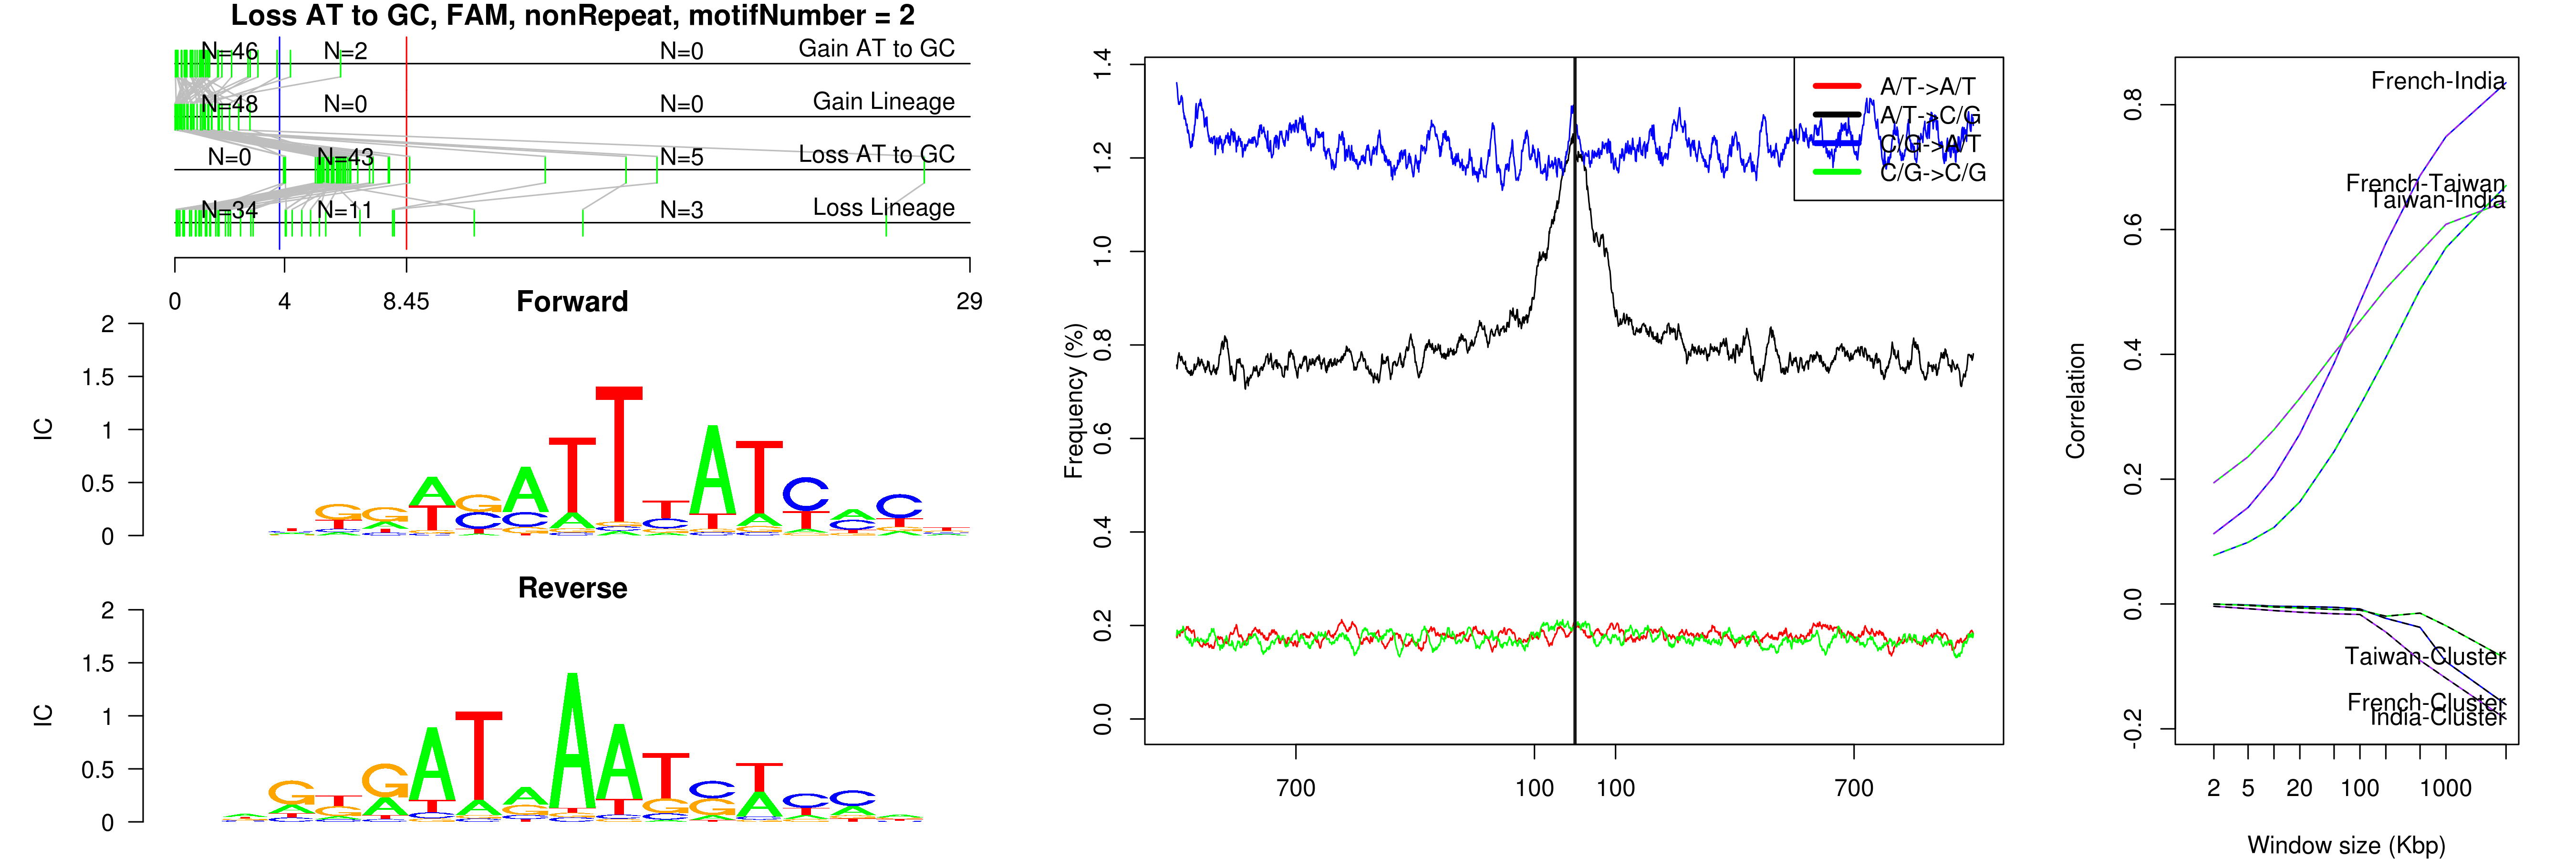 Loss AT to GC, FAM, nonRepeat, motifNumber = 2
N=46 N=2 N=0 Gain AT to GC
N=48 N=0 N=0 Gain Lineage
N=0 N=43 N=5 Loss AT to GC
N=34 N=11 N=3 Loss Lineage
0 4 8.45 29
Forward
IC
2
1.5
1
0.5
0
Reverse
IC
2
1.5
1
0.5
0
Frequency (%)
1.4
1.2
1.0
0.8
0.6
0.4
0.2
0.0
A/T->A/T
A/T->C/G
C/G->A/T
C/G->C/G
700 100 100 700
Correlation
0.8
0.6
0.4
0.2
0.0
-0.2
French-India
French-Taiwan
Taiwan-India
Taiwan-Cluster
French-Cluster
India-Cluster
2 5 20 100 1000
Window size (Kbp)